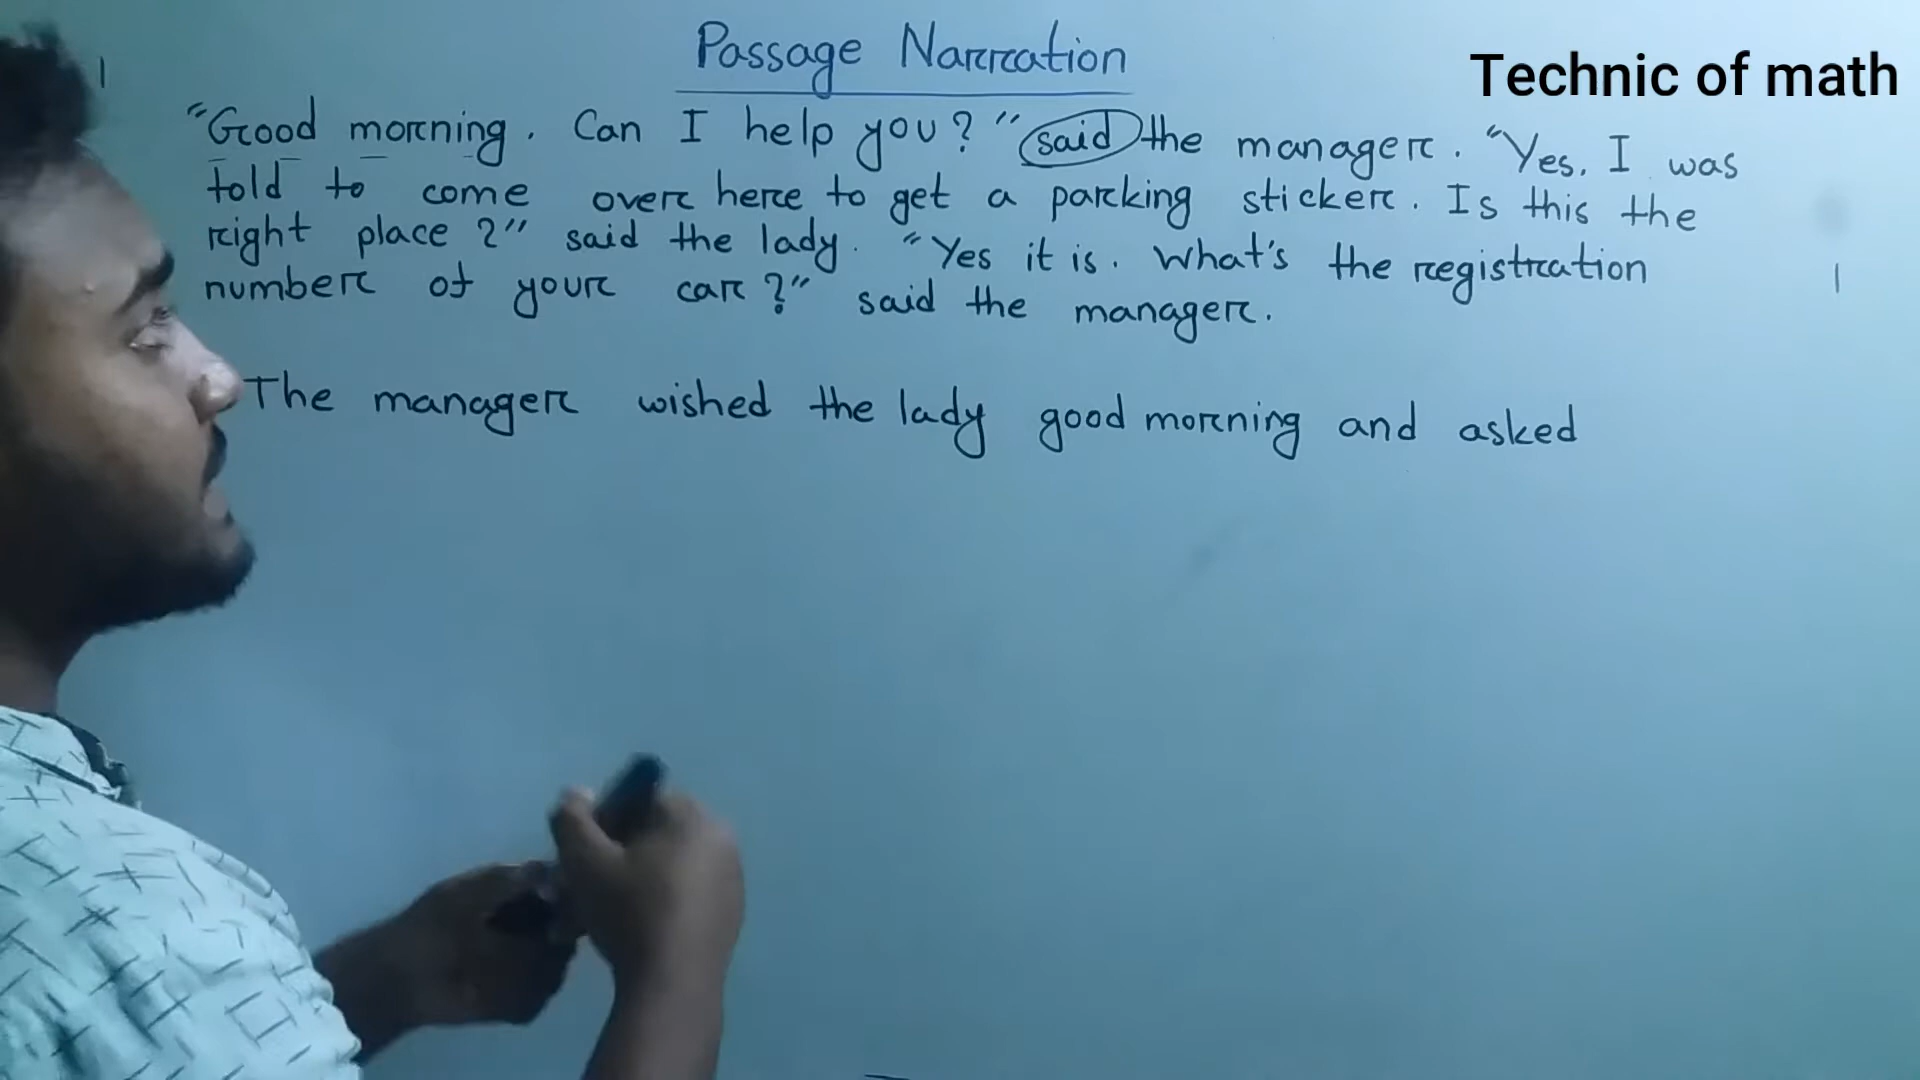 Passage Narration
Technic of math
"Good morning. Can I help you?" said the manager. "Yes. I was
told to come over here to get a parking sticker. Is this the
right place?" said the lady. "Yes it is. What's the registration
number of your car?" said the manager.
The manager wished the lady good morning and asked